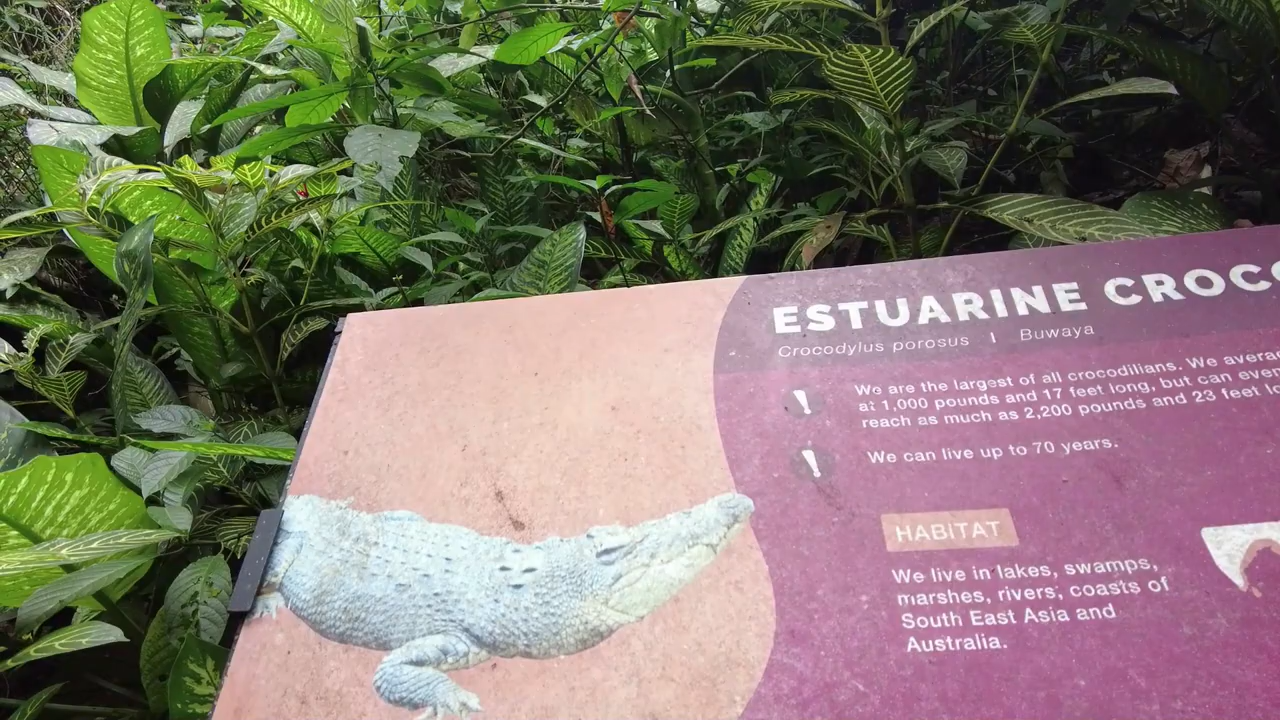 ESTUARINE CROCO
Crocodylus porosus | Buwaya
We are the largest of all crocodilians. We averag
at 1,000 pounds and 17 feet long, but can even
reach as much as 2,200 pounds and 23 feet lo
We can live up to 70 years.
HABITAT
We live in lakes, swamps,
marshes, rivers, coasts of
South East Asia and
Australia.